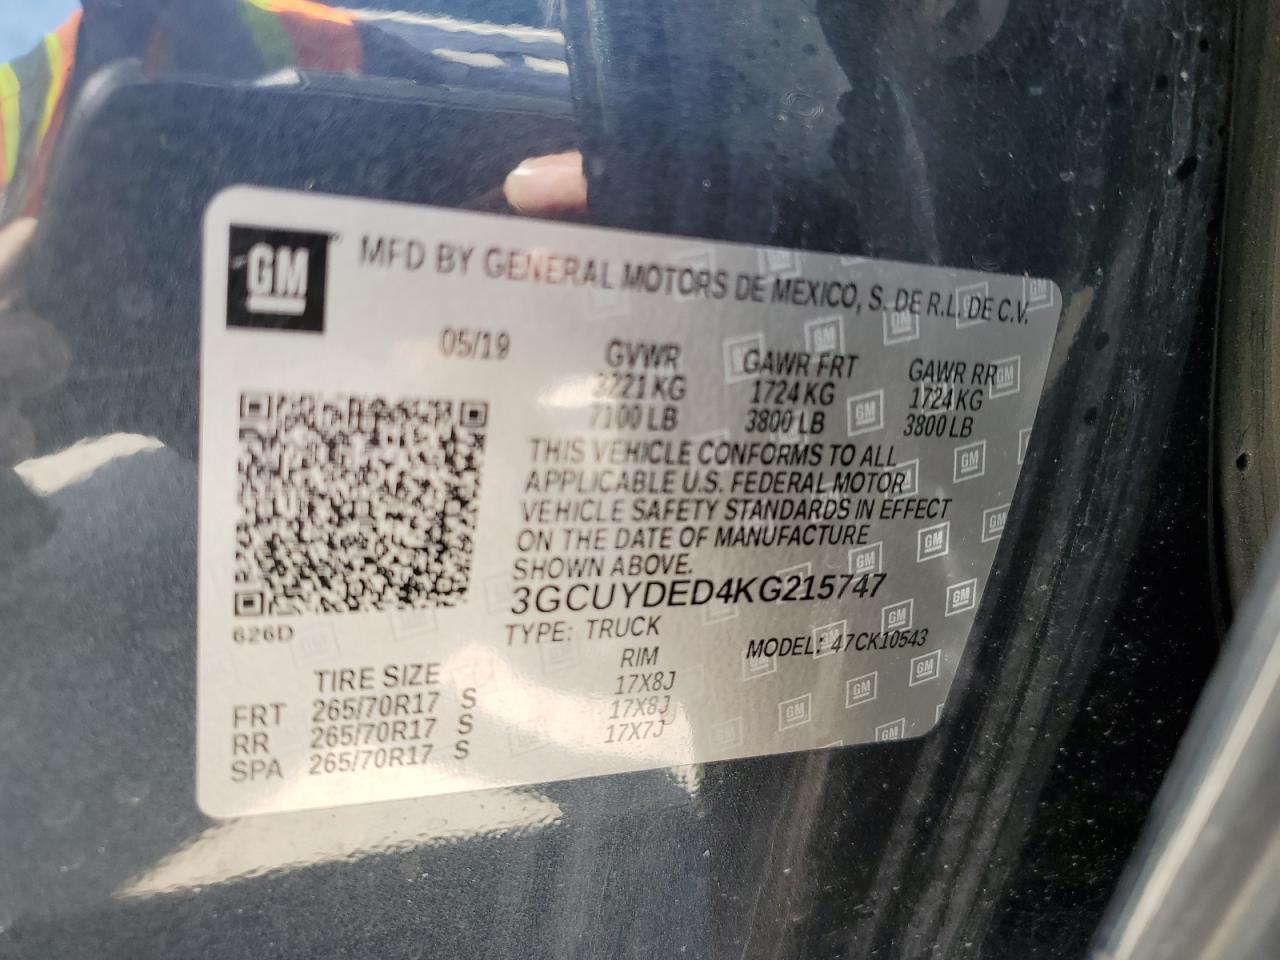 GM
MFD BY GENERAL MOTORS DE MEXICO, S. DE R.L. DE C.V.
05/19
GVWR GAWR FRT GAWR RR
3221 KG 1724 KG 1724 KG
7100 LB 3800 LB 3800 LB
THIS VEHICLE CONFORMS TO ALL
APPLICABLE U.S. FEDERAL MOTOR
VEHICLE SAFETY STANDARDS IN EFFECT
ON THE DATE OF MANUFACTURE
SHOWN ABOVE.
3GCUYDED4KG215747
626D
TYPE: TRUCK MODEL: 47CK10543
TIRE SIZE RIM
FRT 265/70R17 S 17X8J
RR 265/70R17 S 17X8J
SPA 265/70R17 S 17X7J